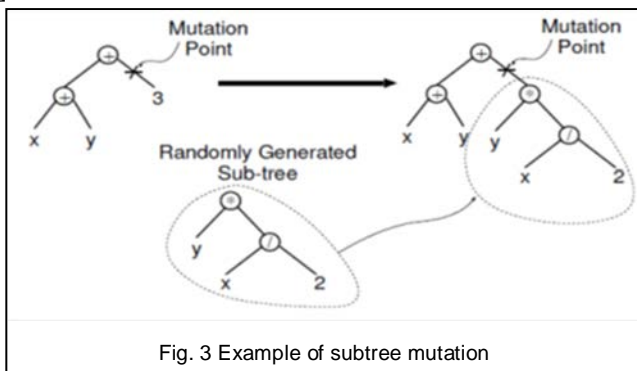 Mutation
Point
+
+
3
x
y
Mutation
Point
+
+
*
x
y
y
/
x
2
Randomly Generated
Sub-tree
*
y
/
x
2
Fig. 3 Example of subtree mutation